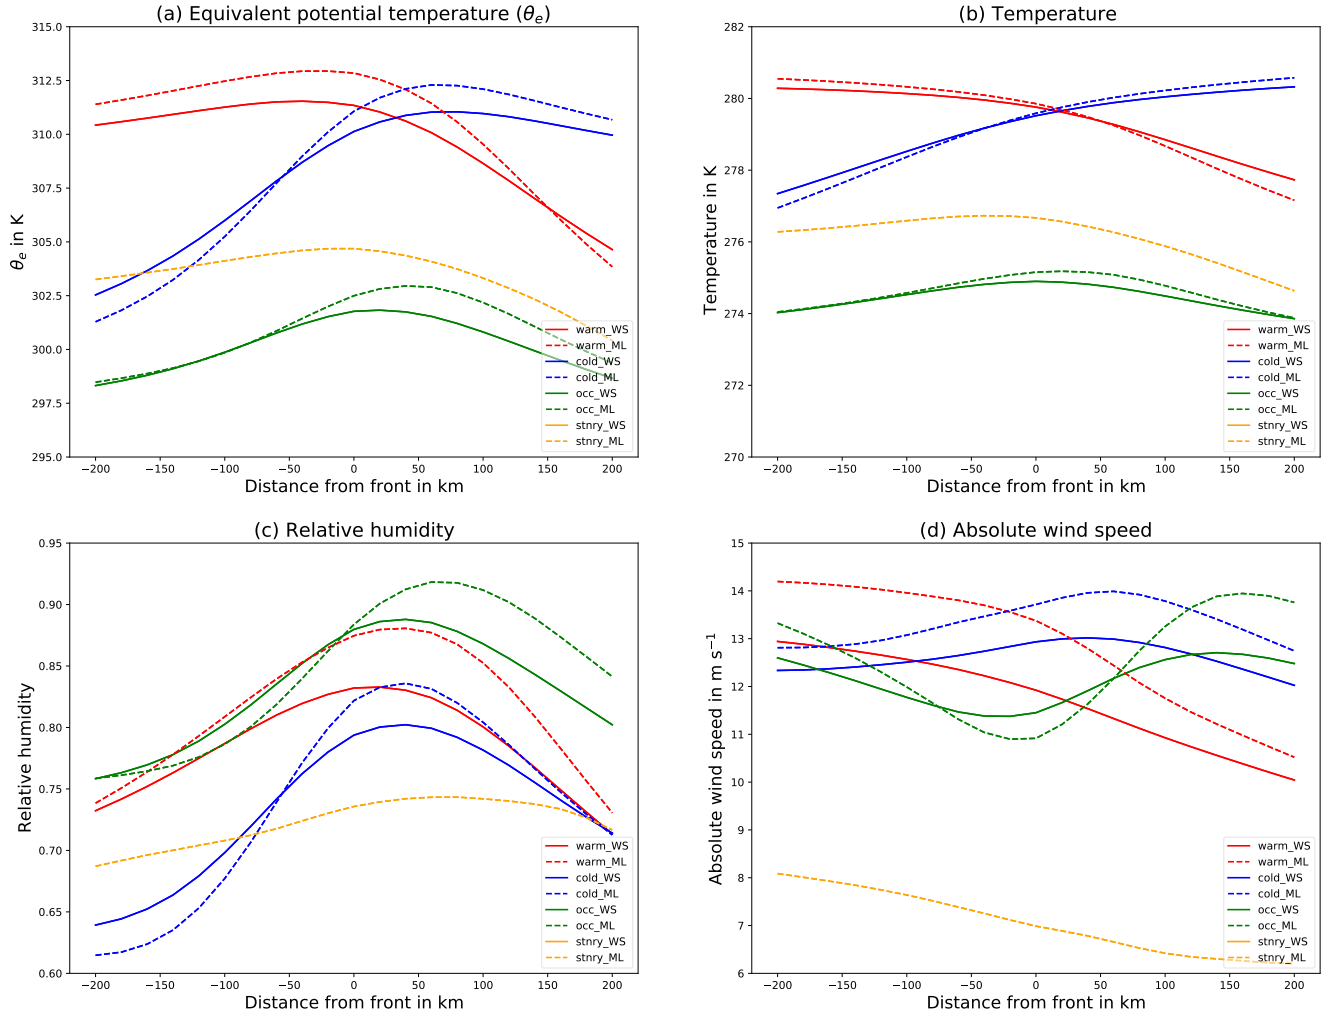 (a) Equivalent potential temperature (θe)
315.0
312.5
310.0
307.5
305.0
302.5
300.0
297.5
295.0
θe in K
−200
−150
−100
−50
0
50
100
150
200
Distance from front in km
warm_WS
warm_ML
cold_WS
cold_ML
occ_WS
occ_ML
stnry_WS
stnry_ML
(b) Temperature
282
280
278
276
274
272
270
Temperature in K
−200
−150
−100
−50
0
50
100
150
200
Distance from front in km
warm_WS
warm_ML
cold_WS
cold_ML
occ_WS
occ_ML
stnry_WS
stnry_ML
(c) Relative humidity
0.95
0.90
0.85
0.80
0.75
0.70
0.65
0.60
Relative humidity
−200
−150
−100
−50
0
50
100
150
200
Distance from front in km
warm_WS
warm_ML
cold_WS
cold_ML
occ_WS
occ_ML
stnry_WS
stnry_ML
(d) Absolute wind speed
15
14
13
12
11
10
9
8
7
6
Absolute wind speed in m s⁻¹
−200
−150
−100
−50
0
50
100
150
200
Distance from front in km
warm_WS
warm_ML
cold_WS
cold_ML
occ_WS
occ_ML
stnry_WS
stnry_ML